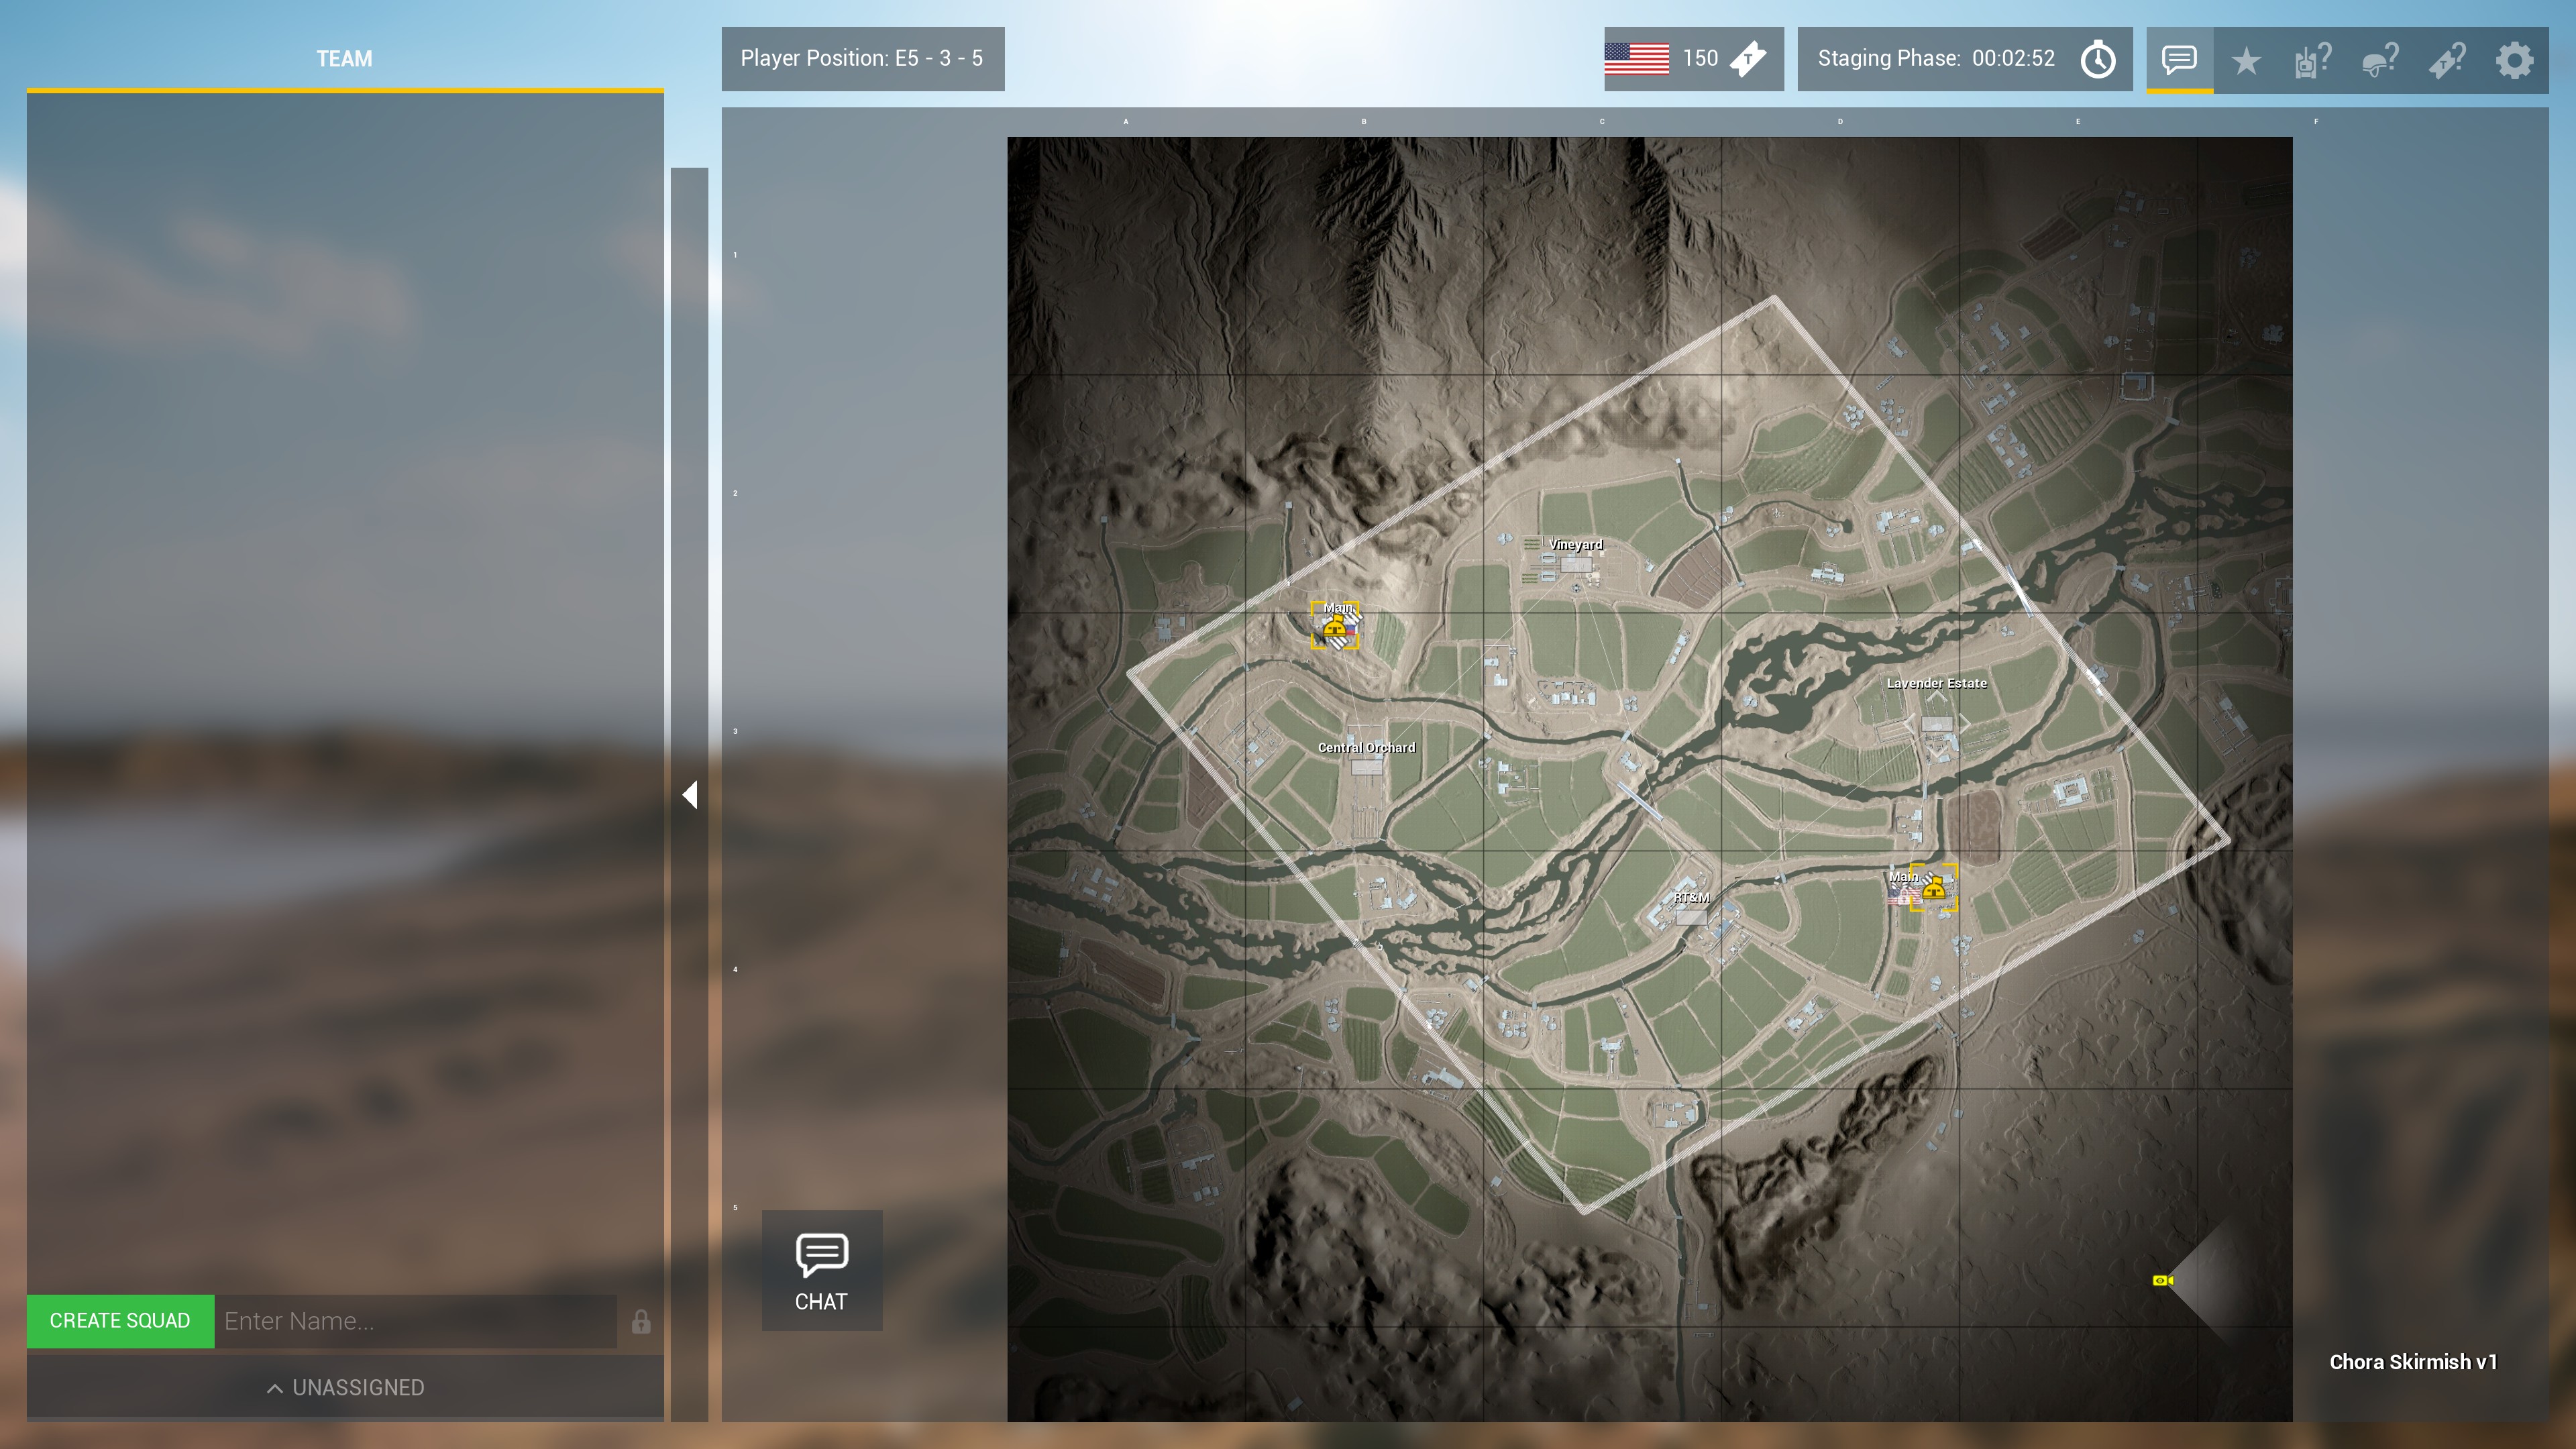 TEAM
Player Position: E5 - 3 - 5
150
T
Staging Phase: 00:02:52
A
B
C
D
E
F
1
2
3
4
5
Vineyard
Main
Lavender Estate
Central Orchard
Main
RT&M
CHAT
CREATE SQUAD
Enter Name...
UNASSIGNED
Chora Skirmish v1